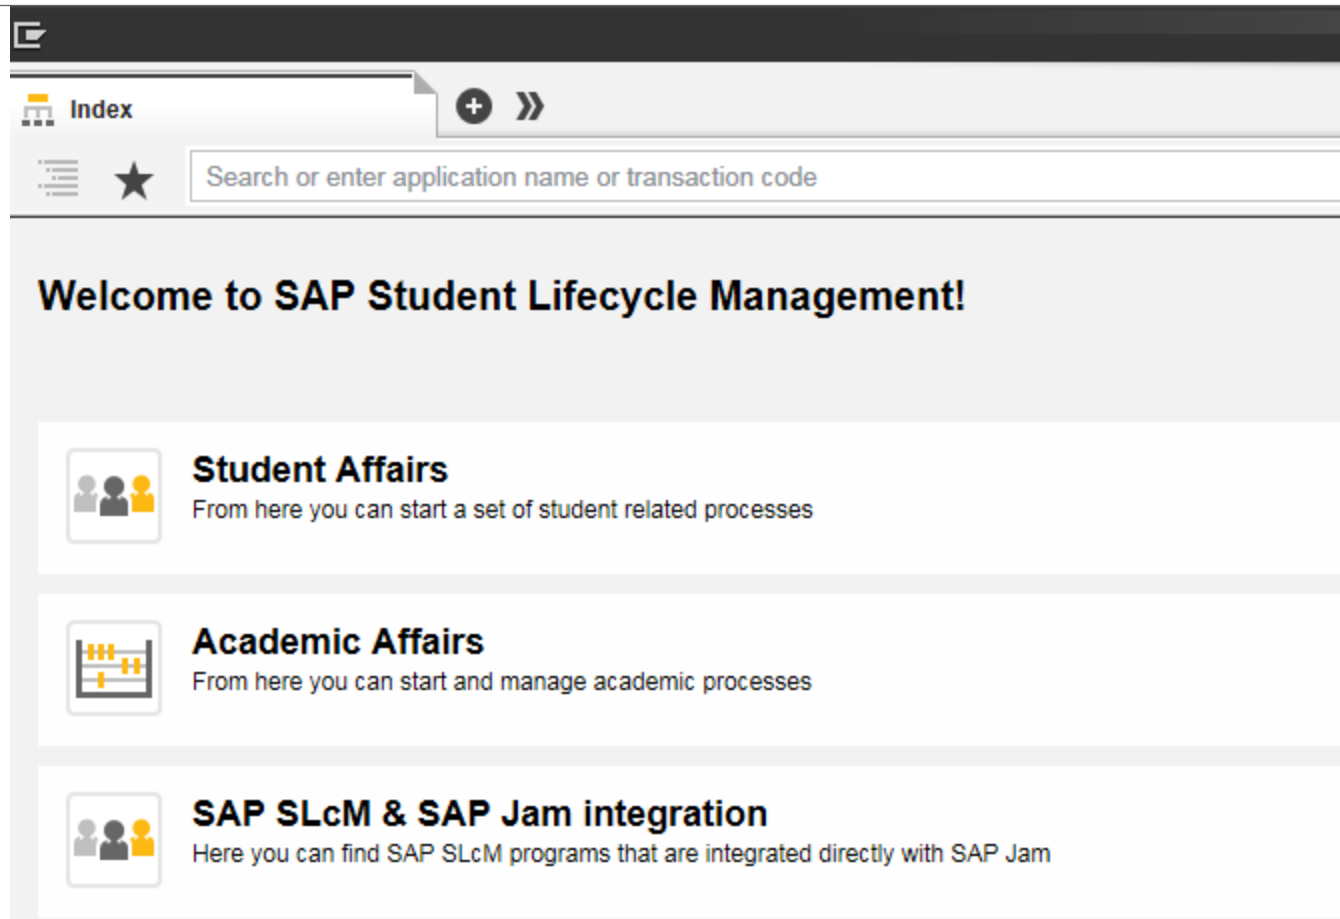 Index
Search or enter application name or transaction code
Welcome to SAP Student Lifecycle Management!
Student Affairs
From here you can start a set of student related processes
Academic Affairs
From here you can start and manage academic processes
SAP SLcM & SAP Jam integration
Here you can find SAP SLcM programs that are integrated directly with SAP Jam